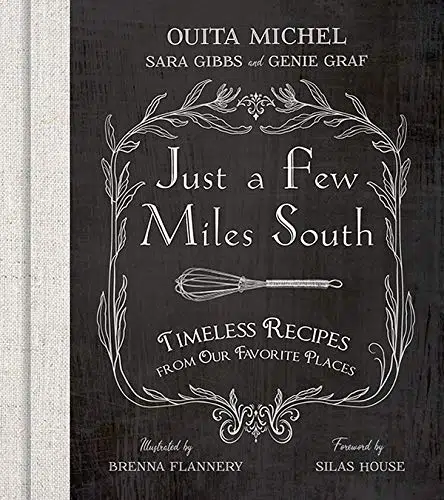 OUITA MICHEL
SARA GIBBS and GENIE GRAF
Just a Few
Miles South
TIMELESS RECIPES
FROM OUR FAVORITE PLACES
Illustrated by
BRENNA FLANNERY
Foreword by
SILAS HOUSE